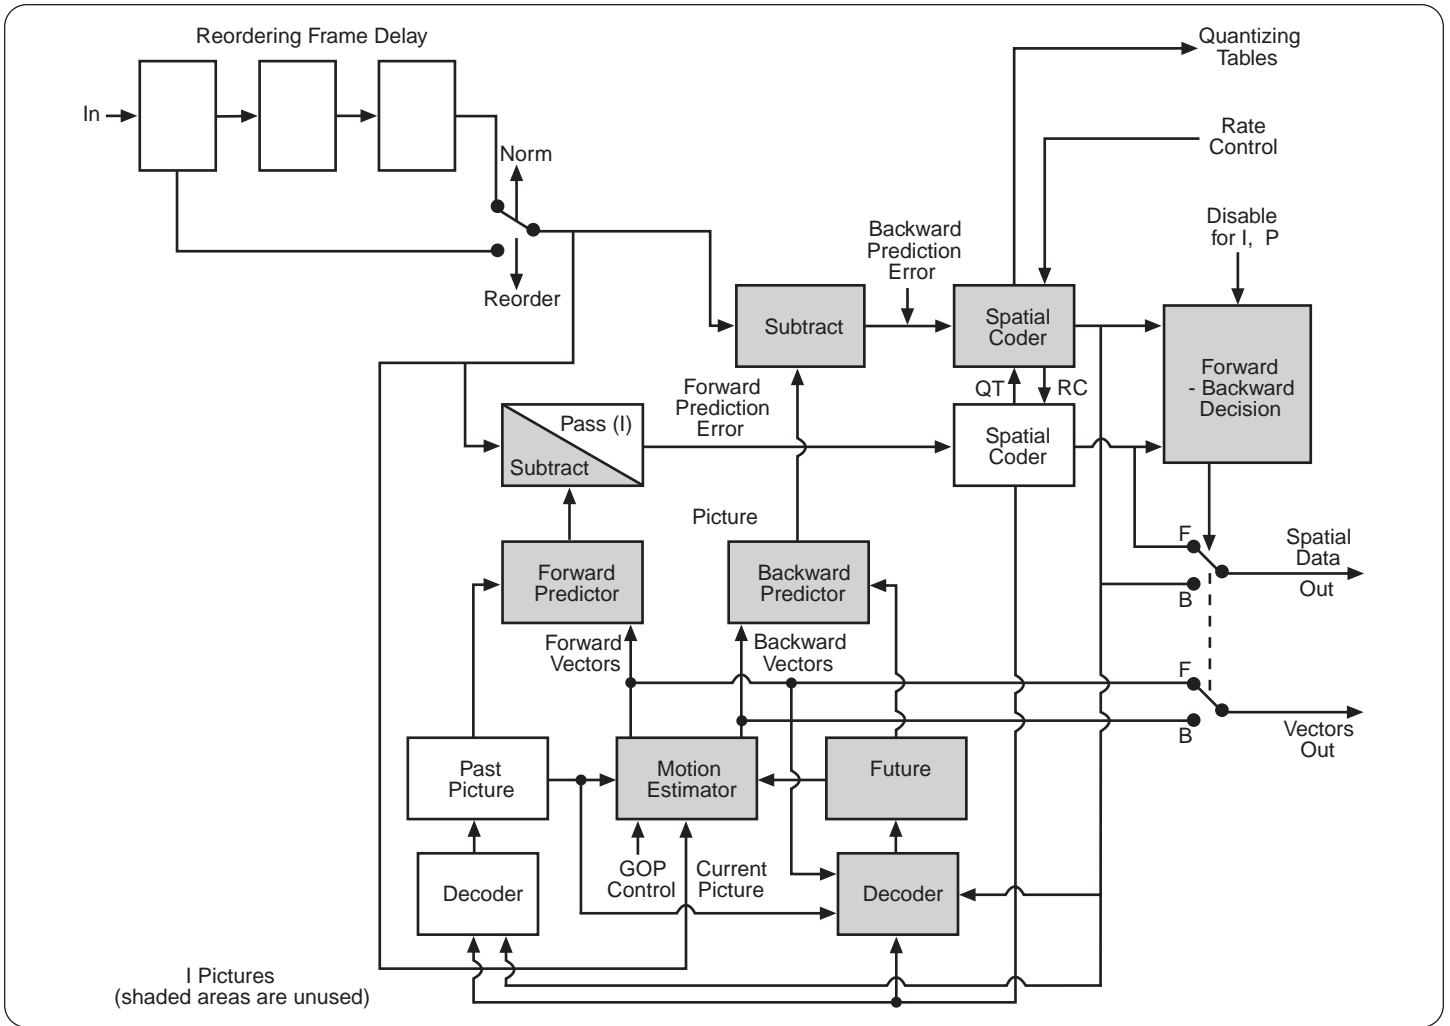 Reordering Frame Delay
Quantizing
Tables
In
Rate
Control
Norm
Reorder
Backward
Prediction
Error
Disable
for I, P
Subtract
Spatial
Coder
Forward
- Backward
Decision
QT
RC
Forward
Prediction
Error
Pass (I)
Subtract
Spatial
Coder
Picture
F
Spatial
Data
Out
B
Forward
Predictor
Backward
Predictor
Forward
Vectors
Backward
Vectors
F
B
Vectors
Out
Past
Picture
Motion
Estimator
Future
GOP
Control
Current
Picture
Decoder
Decoder
I Pictures
(shaded areas are unused)